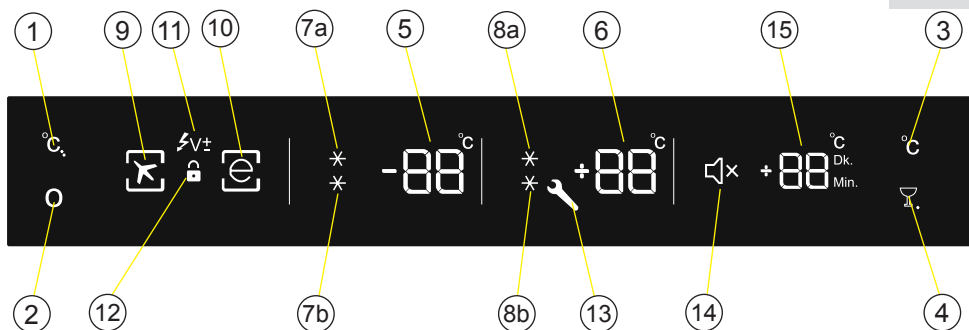 1 9 11 10 7a 5 8a 6 15 3
°C V± °C °C °C °C
e -88 +88 +88 Dk.
O Min.
2 12 7b 8b 13 14 4